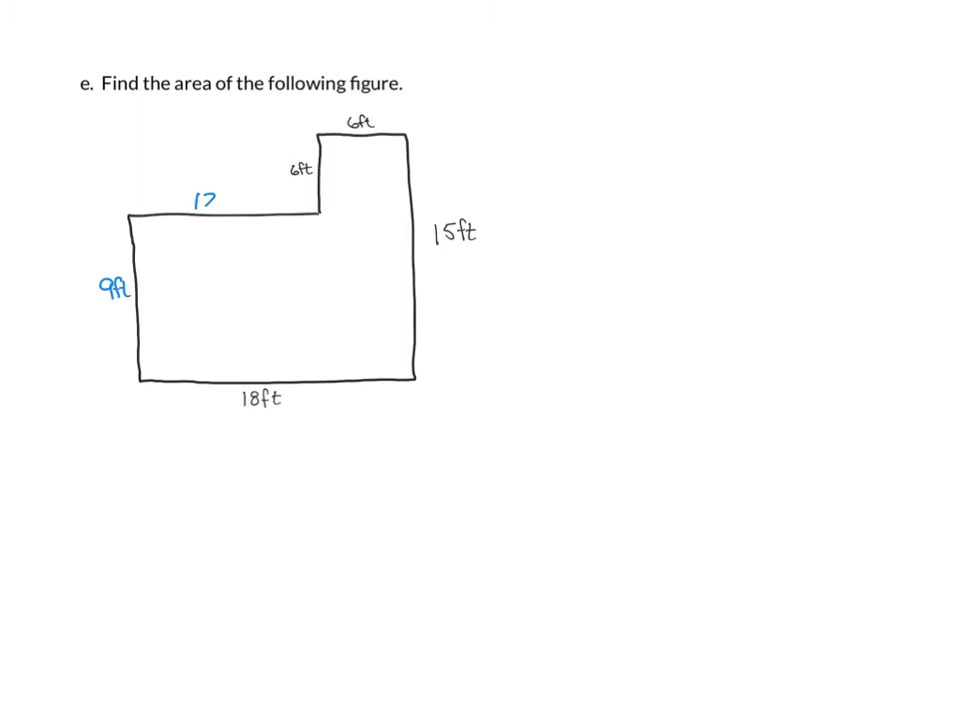 e. Find the area of the following figure.
6ft
6ft
12
15ft
9ft
18ft